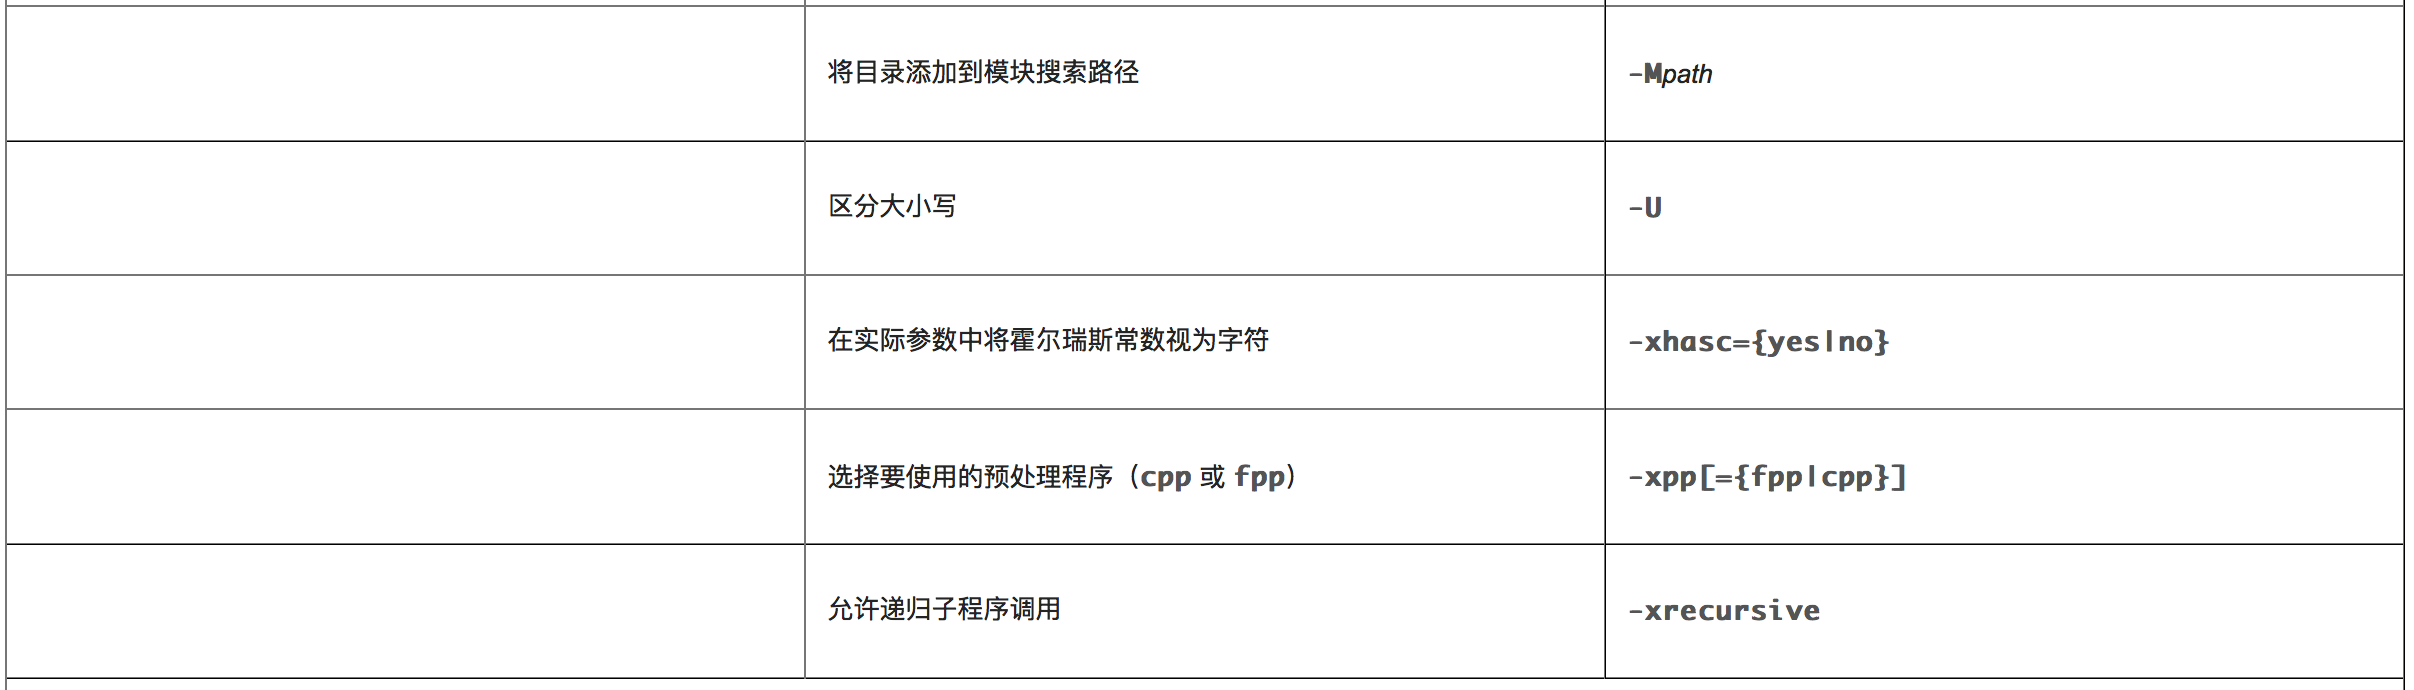 将目录添加到模块搜索路径 -Mpath
区分大小写 -U
在实际参数中将霍尔瑞斯常数视为字符 -xhasc={yes|no}
选择要使用的预处理程序（cpp 或 fpp） -xpp[={fpp|cpp}]
允许递归子程序调用 -xrecursive